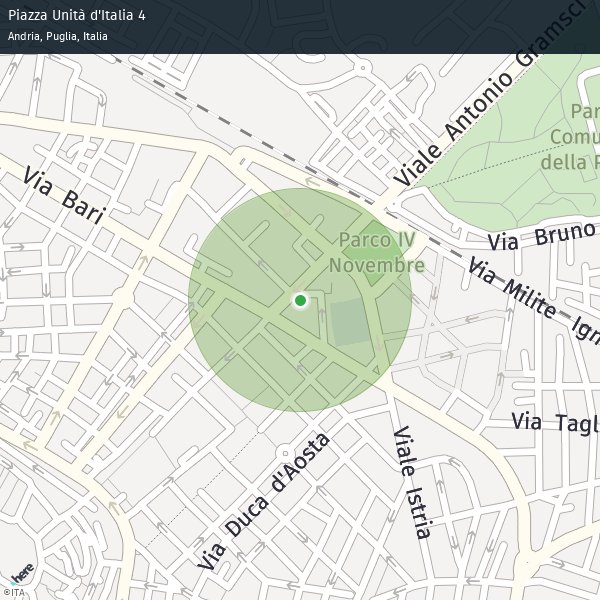 Piazza Unità d'Italia 4
Andria, Puglia, Italia
Viale Antonio Gramsci
Par
Comu
della P
Via Bari
Parco IV
Novembre
Via Bruno
Via Milite Ign
Via Tagl
Viale Istria
Via Duca d'Aosta
here
©ITA